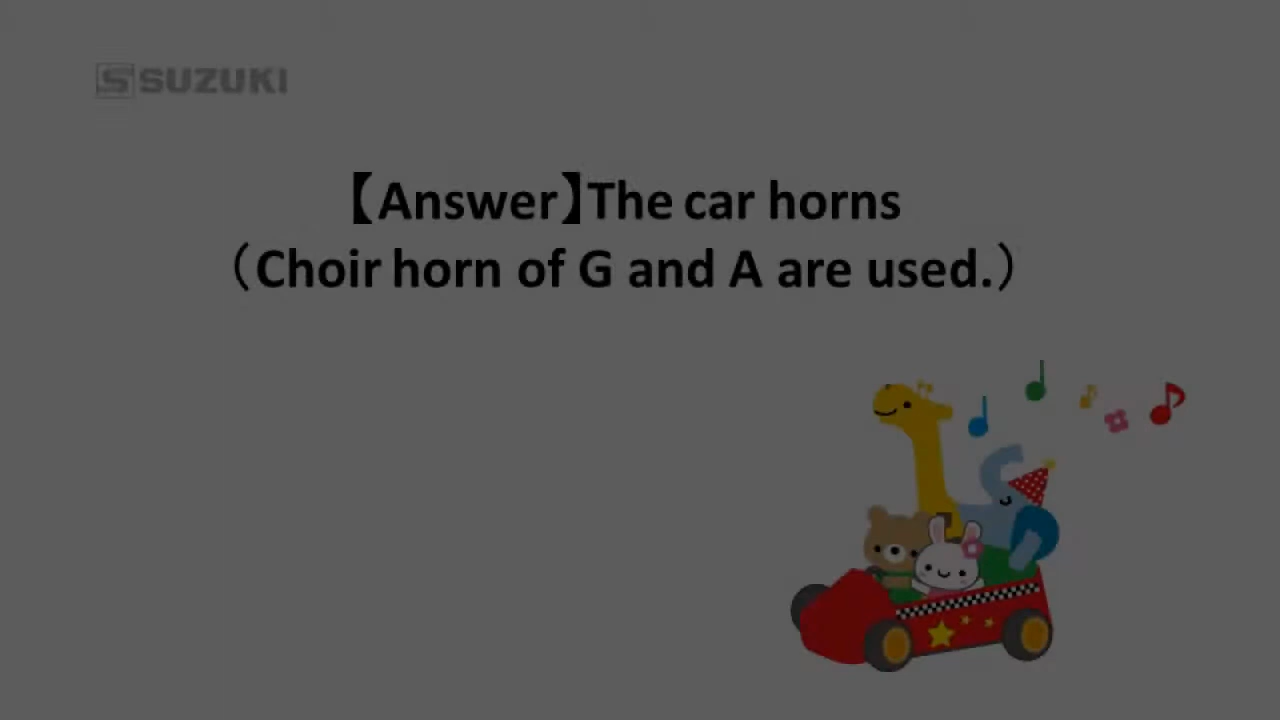 SUZUKI
【Answer】The car horns
（Choir horn of G and A are used.）